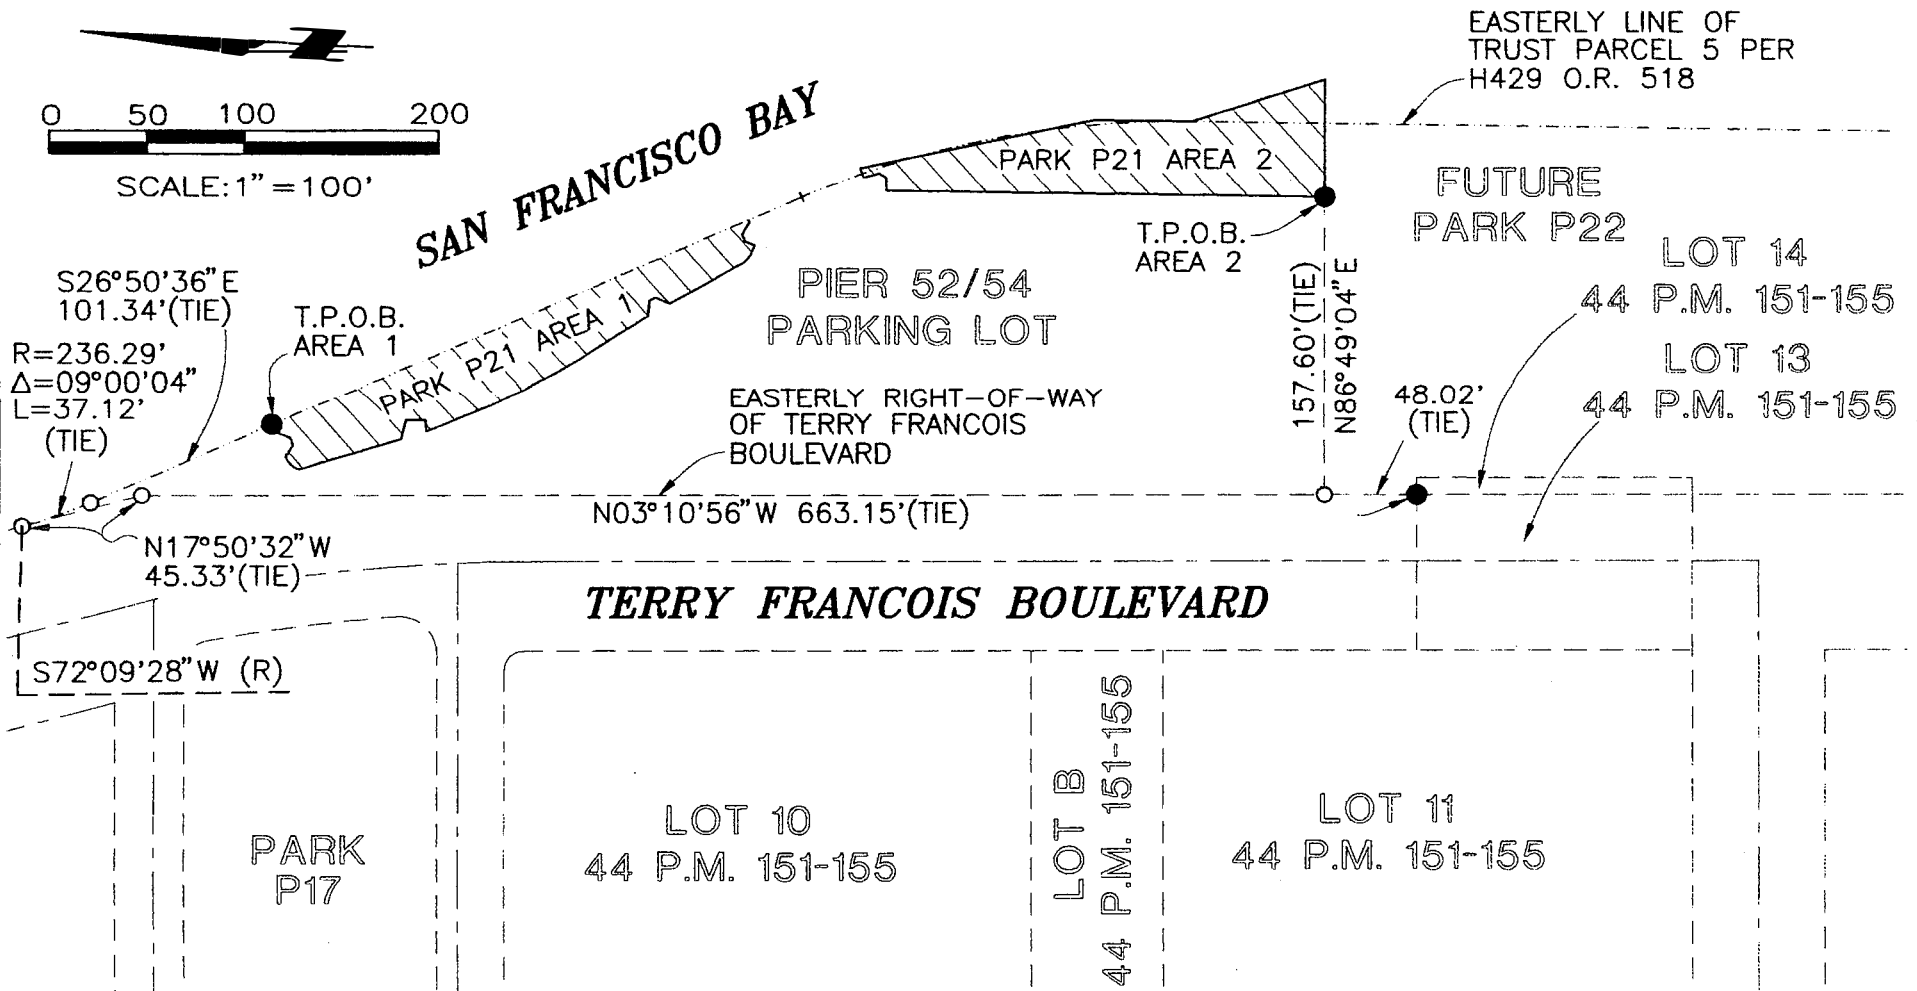 EASTERLY LINE OF
TRUST PARCEL 5 PER
H429 O.R. 518
0 50 100 200
SCALE: 1" = 100'
SAN FRANCISCO BAY
PARK P21 AREA 2
FUTURE
PARK P22
T.P.O.B.
AREA 2
LOT 14
44 P.M. 151-155
S26°50'36"E
101.34'(TIE)
T.P.O.B.
AREA 1
PIER 52/54
PARKING LOT
PARK P21 AREA 1
157.60'(TIE)
N86°49'04"E
R=236.29'
Δ=09°00'04"
L=37.12'
(TIE)
LOT 13
44 P.M. 151-155
EASTERLY RIGHT-OF-WAY
OF TERRY FRANCOIS
BOULEVARD
48.02'
(TIE)
N03°10'56"W 663.15'(TIE)
N17°50'32"W
45.33'(TIE)
TERRY FRANCOIS BOULEVARD
S72°09'28"W (R)
PARK
P17
LOT 10
44 P.M. 151-155
LOT B
44 P.M. 151-155
LOT 11
44 P.M. 151-155